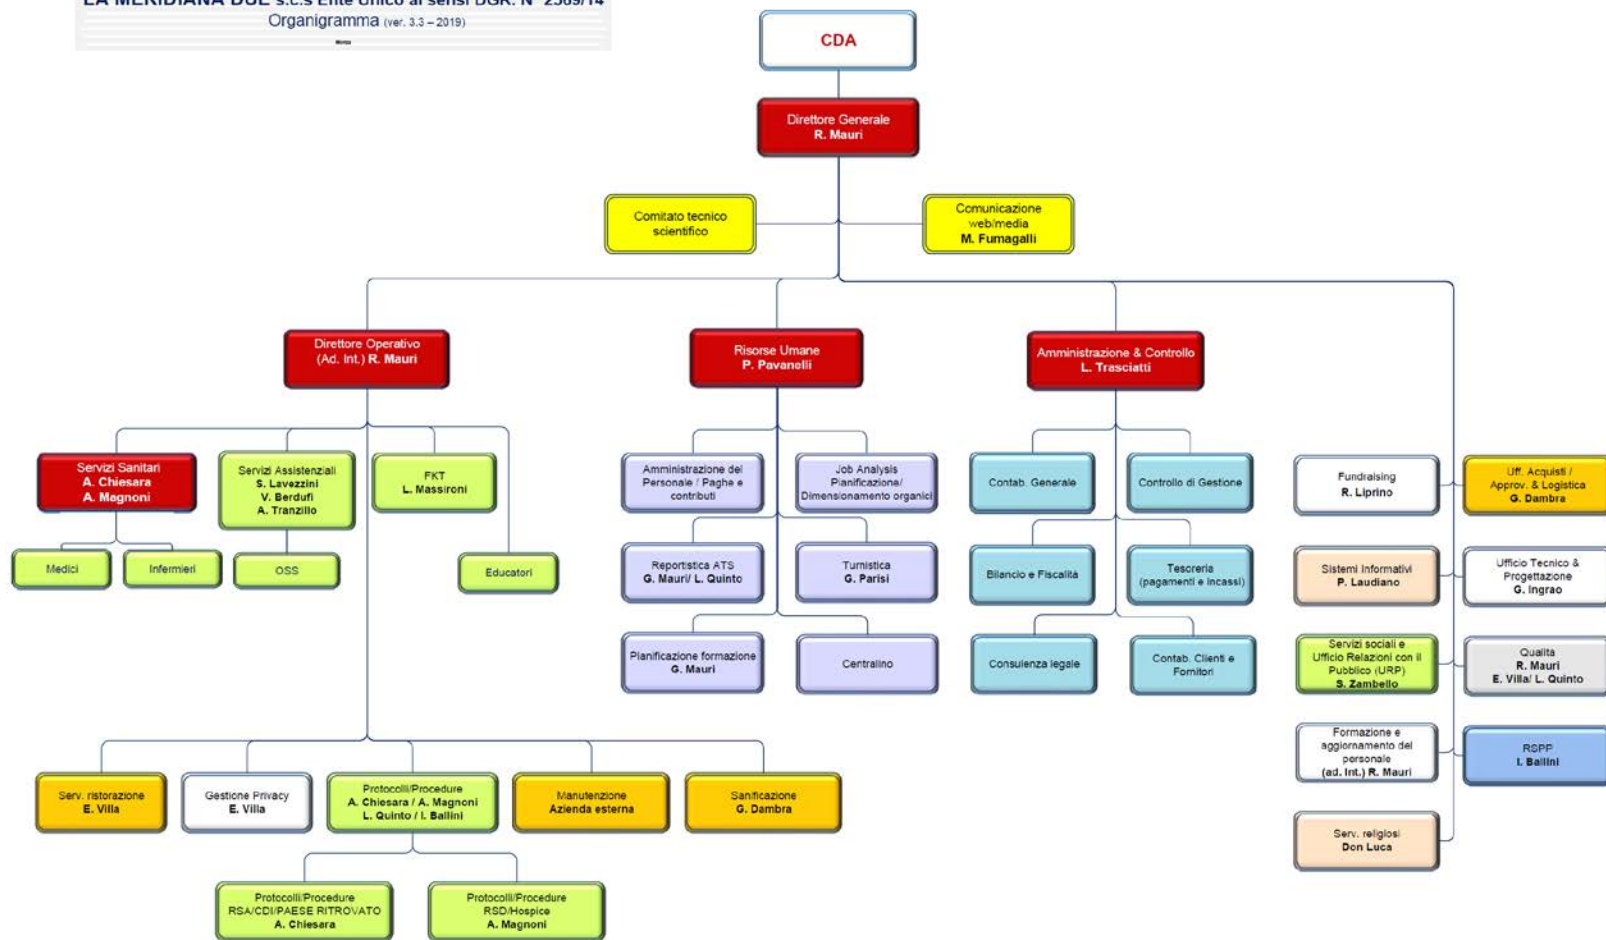 LA MERIDIANA DUE s.c.s Ente Unico ai sensi DGR. N° 2569/14
Organigramma (ver. 3.3 – 2019)
Monza
CDA
Direttore Generale
R. Mauri
Comitato tecnico
scientifico
Comunicazione
web/media
M. Fumagalli
Direttore Operativo
(Ad. Int.) R. Mauri
Risorse Umane
P. Pavanelli
Amministrazione & Controllo
L. Trasciatti
Servizi Sanitari
A. Chiesara
A. Magnoni
Servizi Assistenziali
S. Lavezzini
V. Berdufi
A. Tranzillo
FKT
L. Massironi
Medici
Infermieri
OSS
Educatori
Amministrazione del
Personale / Paghe e
contributi
Job Analysis
Pianificazione/
Dimensionamento organici
Reportistica ATS
G. Mauri/ L. Quinto
Turnistica
G. Parisi
Pianificazione formazione
G. Mauri
Centralino
Contab. Generale
Controllo di Gestione
Bilancio e Fiscalità
Tesoreria
(pagamenti e incassi)
Consulenza legale
Contab. Clienti e
Fornitori
Fundraising
R. Liprino
Uff. Acquisti /
Approv. & Logistica
G. Dambra
Sistemi Informativi
P. Laudiano
Ufficio Tecnico &
Progettazione
G. Ingrao
Servizi sociali e
Ufficio Relazioni con il
Pubblico (URP)
S. Zambello
Qualità
R. Mauri
E. Villa/ L. Quinto
Formazione e
aggiornamento del
personale
(ad. Int.) R. Mauri
RSPP
I. Ballini
Serv. religiosi
Don Luca
Serv. ristorazione
E. Villa
Gestione Privacy
E. Villa
Protocolli/Procedure
A. Chiesara / A. Magnoni
L. Quinto / I. Ballini
Manutenzione
Azienda esterna
Sanificazione
G. Dambra
Protocolli/Procedure
RSA/CDI/PAESE RITROVATO
A. Chiesara
Protocolli/Procedure
RSD/Hospice
A. Magnoni